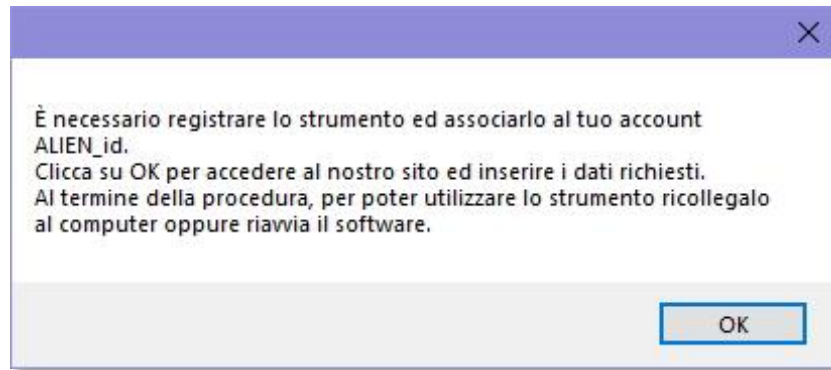 È necessario registrare lo strumento ed associarlo al tuo account
ALIEN_id.
Clicca su OK per accedere al nostro sito ed inserire i dati richiesti.
Al termine della procedura, per poter utilizzare lo strumento ricollegalo
al computer oppure riavvia il software.
OK